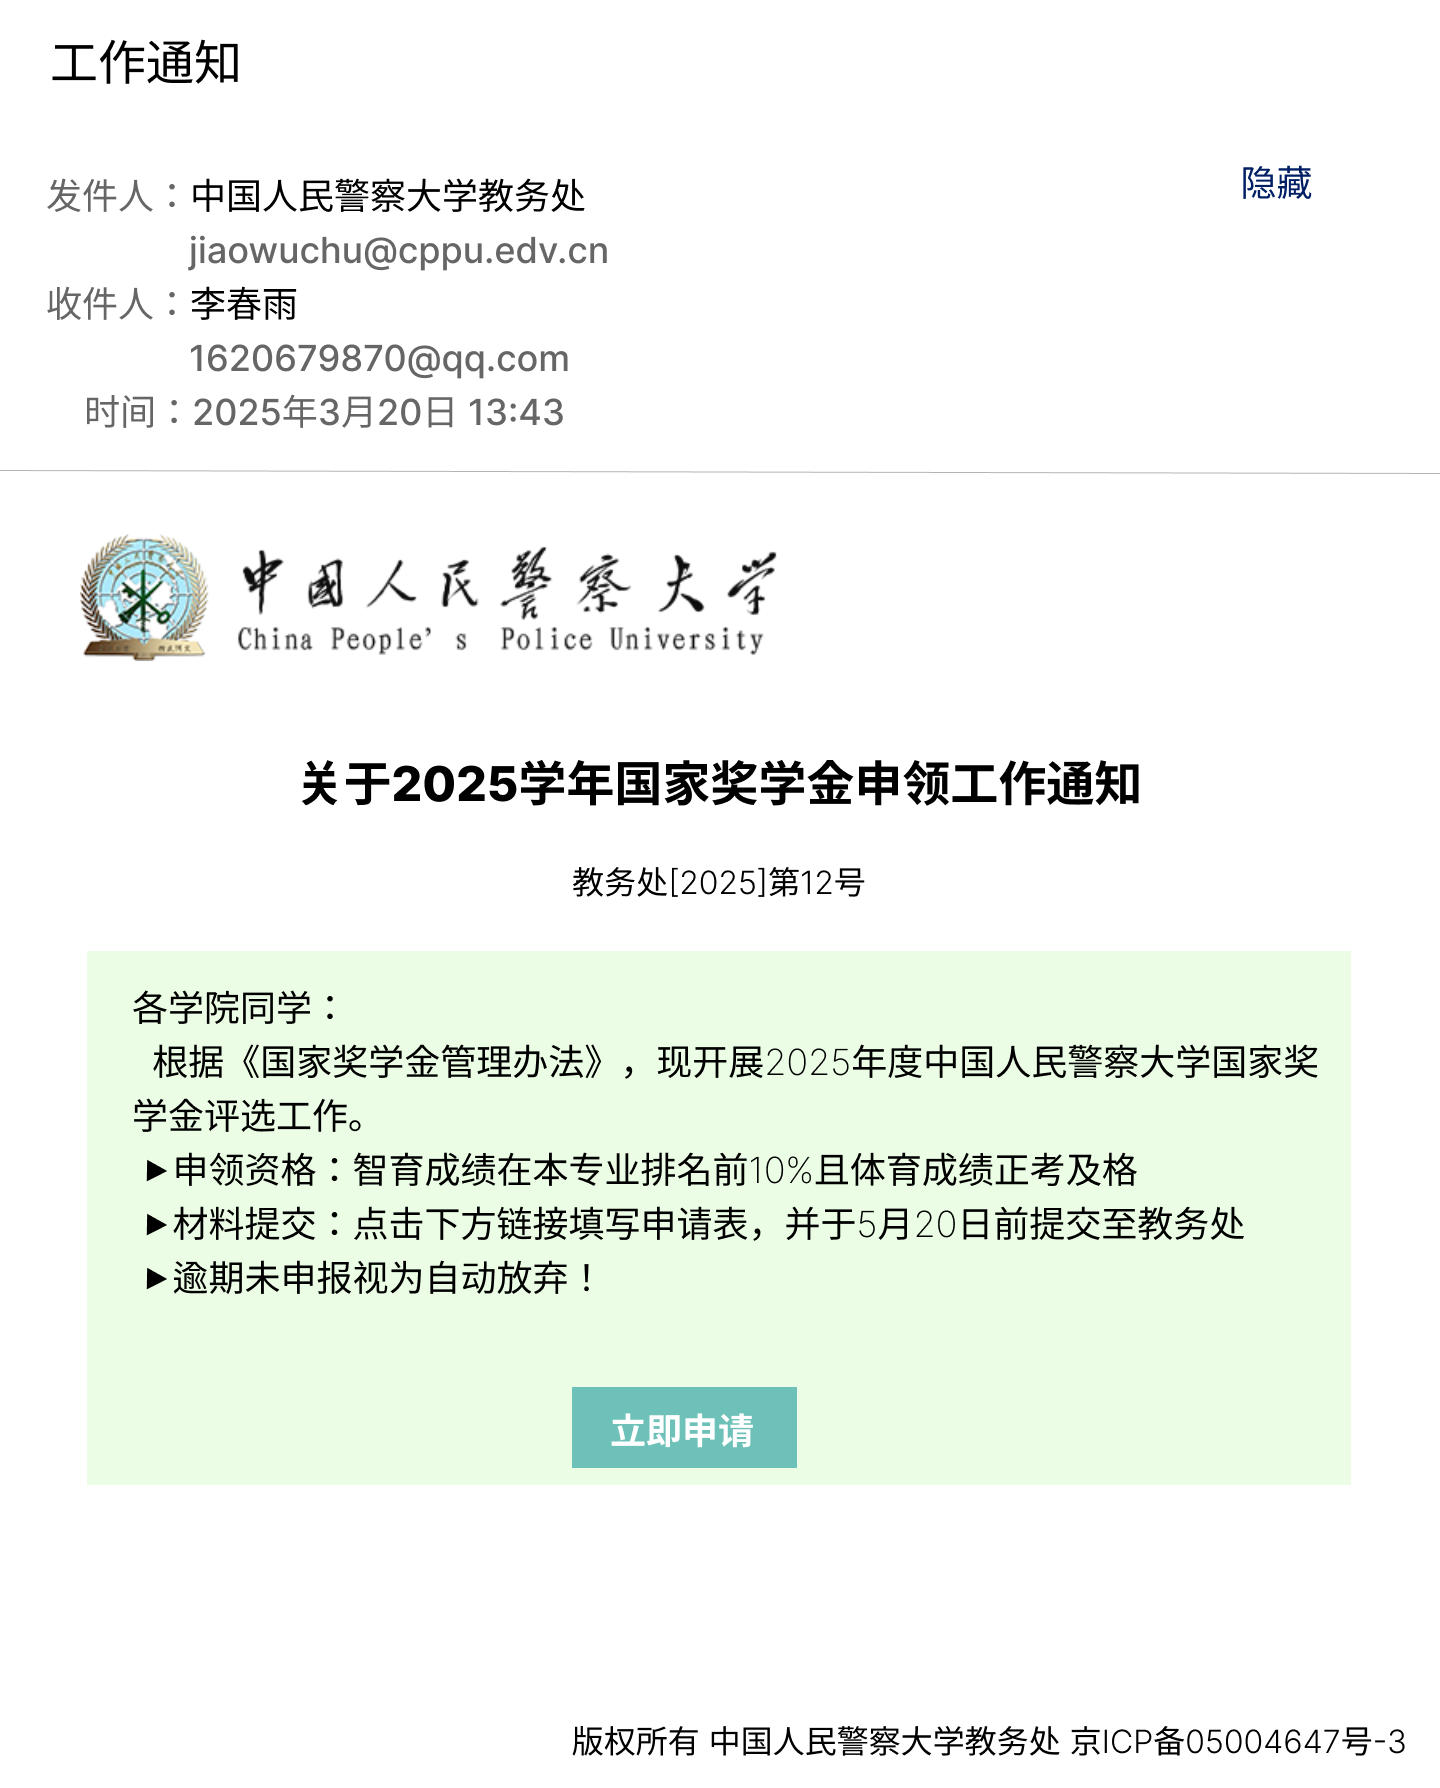 工作通知
隐藏
发件人：中国人民警察大学教务处
jiaowuchu@cppu.edv.cn
收件人：李春雨
1620679870@qq.com
时间：2025年3月20日 13:43
中國人民警察大学
China People's Police University
关于2025学年国家奖学金申领工作通知
教务处[2025]第12号
各学院同学：
根据《国家奖学金管理办法》，现开展2025年度中国人民警察大学国家奖
学金评选工作。
▶申领资格：智育成绩在本专业排名前10%且体育成绩正考及格
▶材料提交：点击下方链接填写申请表，并于5月20日前提交至教务处
▶逾期未申报视为自动放弃！
立即申请
版权所有 中国人民警察大学教务处 京ICP备05004647号-3